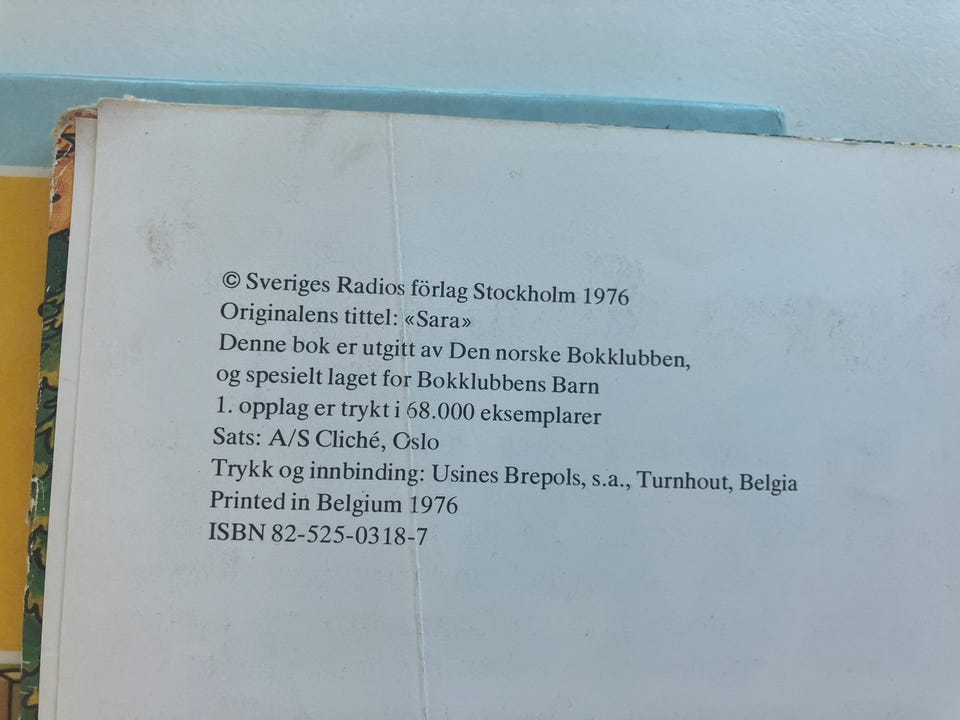 © Sveriges Radios förlag Stockholm 1976
Originalens tittel: «Sara»
Denne bok er utgitt av Den norske Bokklubben,
og spesielt laget for Bokklubbens Barn
1. opplag er trykt i 68.000 eksemplarer
Sats: A/S Cliché, Oslo
Trykk og innbinding: Usines Brepols, s.a., Turnhout, Belgia
Printed in Belgium 1976
ISBN 82-525-0318-7